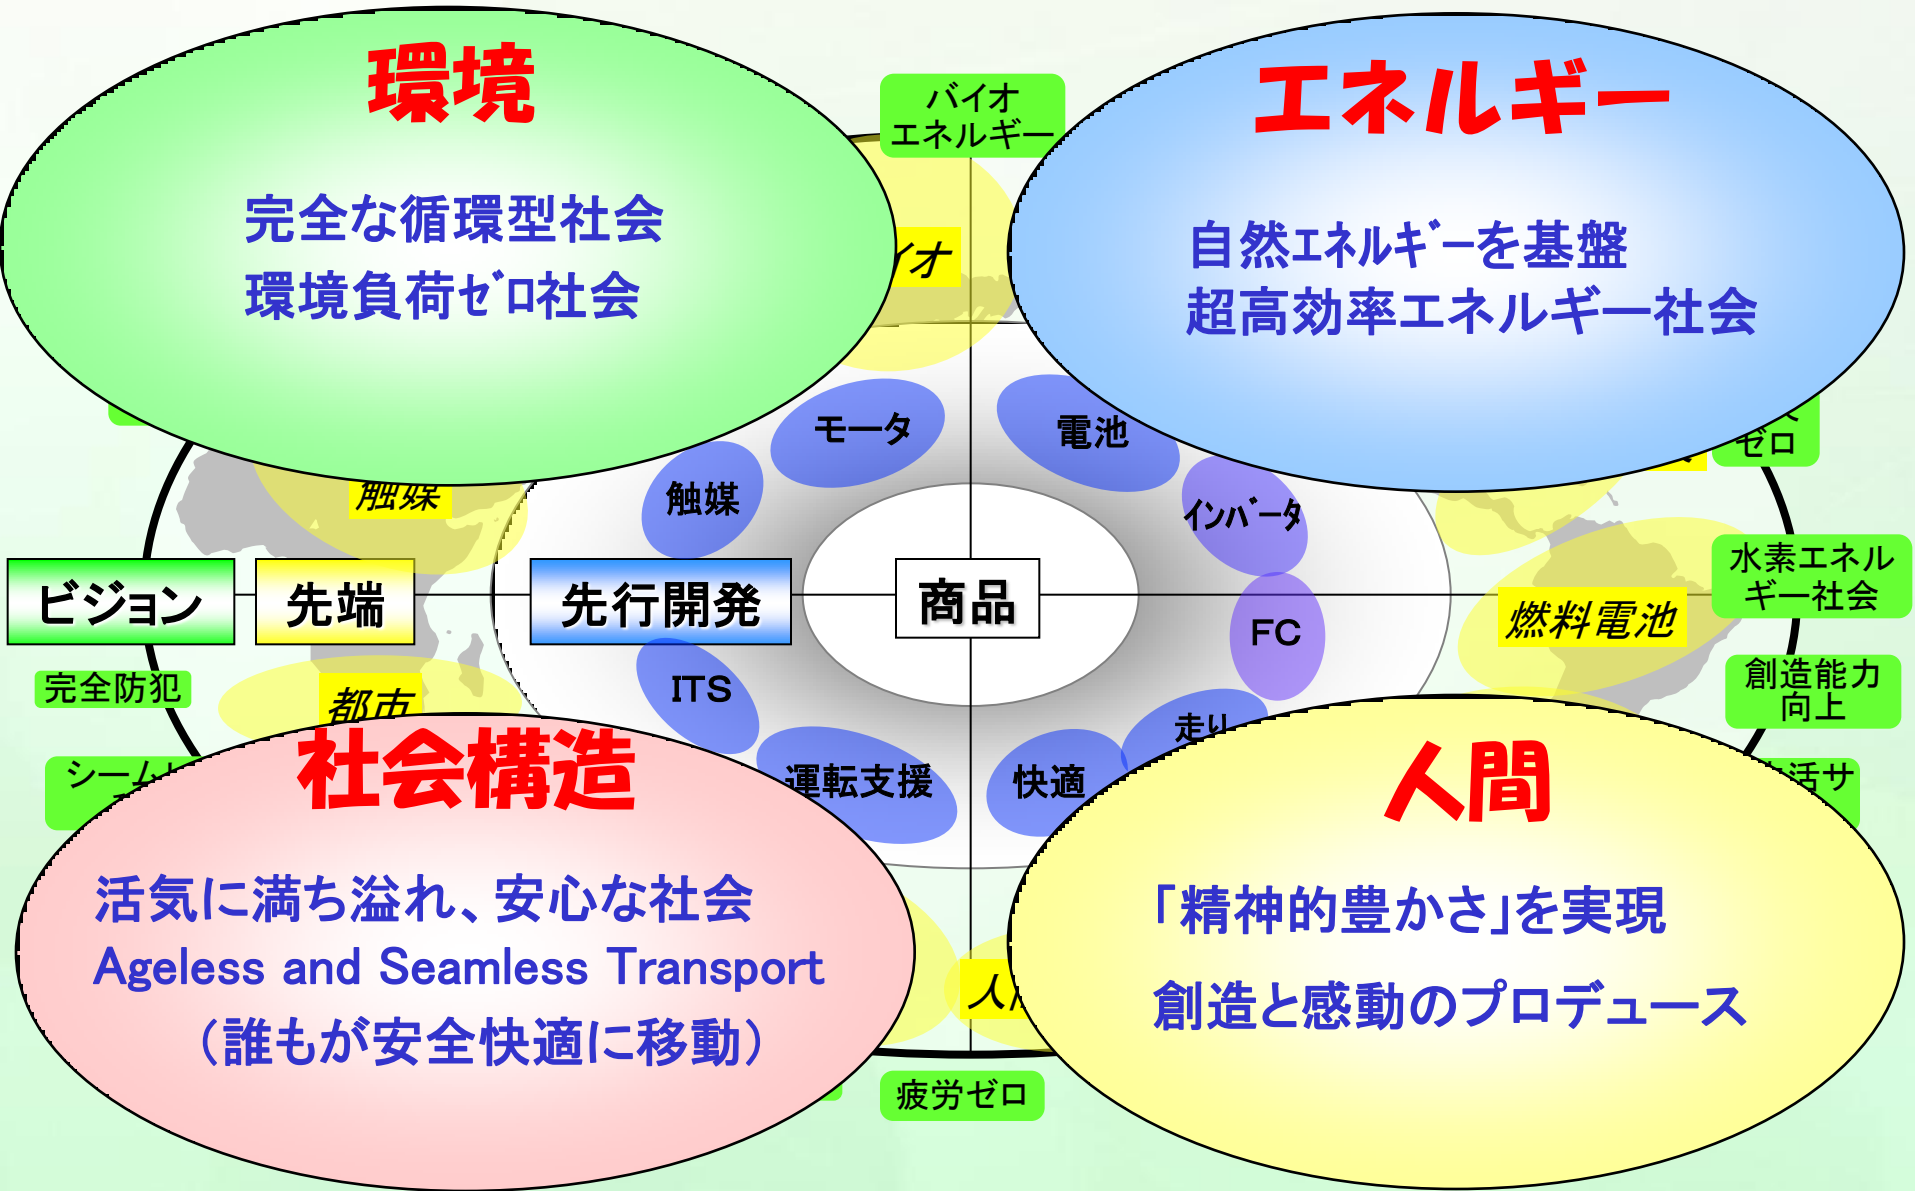 環境
完全な循環型社会
環境負荷ｾﾞﾛ社会
バイオ
エネルギー
エネルギー
自然ｴﾈﾙｷﾞｰを基盤
超高効率エネルギー社会
モータ
電池
ゼロ
触媒
触媒
ｲﾝﾊﾞｰﾀ
ビジョン
先端
先行開発
商品
水素エネル
ギー社会
燃料電池
FC
完全防犯
都市
ITS
創造能力
向上
走り
運転支援
快適
社会構造
活気に満ち溢れ、安心な社会
Ageless and Seamless Transport
（誰もが安全快適に移動）
人間
「精神的豊かさ」を実現
創造と感動のプロデュース
疲労ゼロ